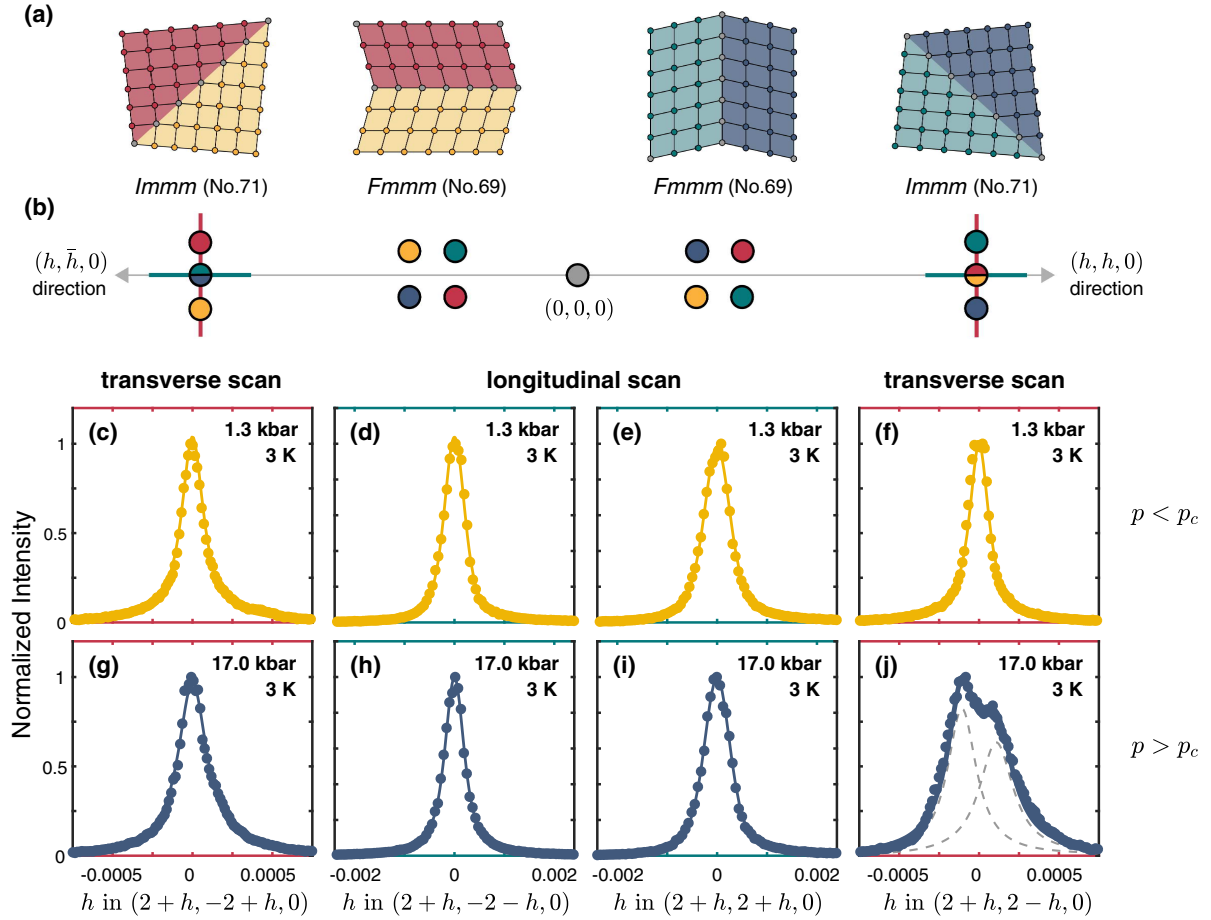 (a)
Immm (No.71)
Fmmm (No.69)
Fmmm (No.69)
Immm (No.71)
(b)
(h, h̄, 0)
direction
(0, 0, 0)
(h, h, 0)
direction
transverse scan
longitudinal scan
transverse scan
Normalized Intensity
(c)
1.3 kbar
3 K
1
0.5
0
(d)
1.3 kbar
3 K
(e)
1.3 kbar
3 K
(f)
1.3 kbar
3 K
p < p_c
(g)
17.0 kbar
3 K
1
0.5
0
-0.0005
0
0.0005
h in (2 + h, −2 + h, 0)
(h)
17.0 kbar
3 K
-0.002
0
0.002
h in (2 + h, −2 − h, 0)
(i)
17.0 kbar
3 K
-0.002
0
0.002
h in (2 + h, 2 + h, 0)
(j)
17.0 kbar
3 K
-0.0005
0
0.0005
h in (2 + h, 2 − h, 0)
p > p_c